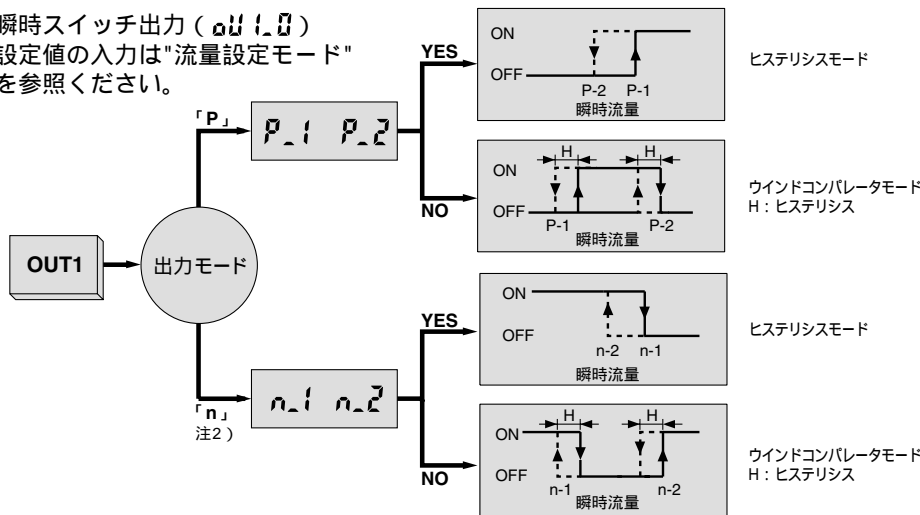 瞬時スイッチ出力（oU1_0）
設定値の入力は"流量設定モード"
を参照ください。
「P」
P_1 P_2
YES
NO
ON
OFF
P-2 P-1
瞬時流量
ヒステリシスモード
H H
ON
OFF
P-1 P-2
瞬時流量
ウインドコンパレータモード
H：ヒステリシス
OUT1
出力モード
「n」
注2）
n_1 n_2
YES
NO
ON
OFF
n-2 n-1
瞬時流量
ヒステリシスモード
H H
ON
OFF
n-1 n-2
瞬時流量
ウインドコンパレータモード
H：ヒステリシス